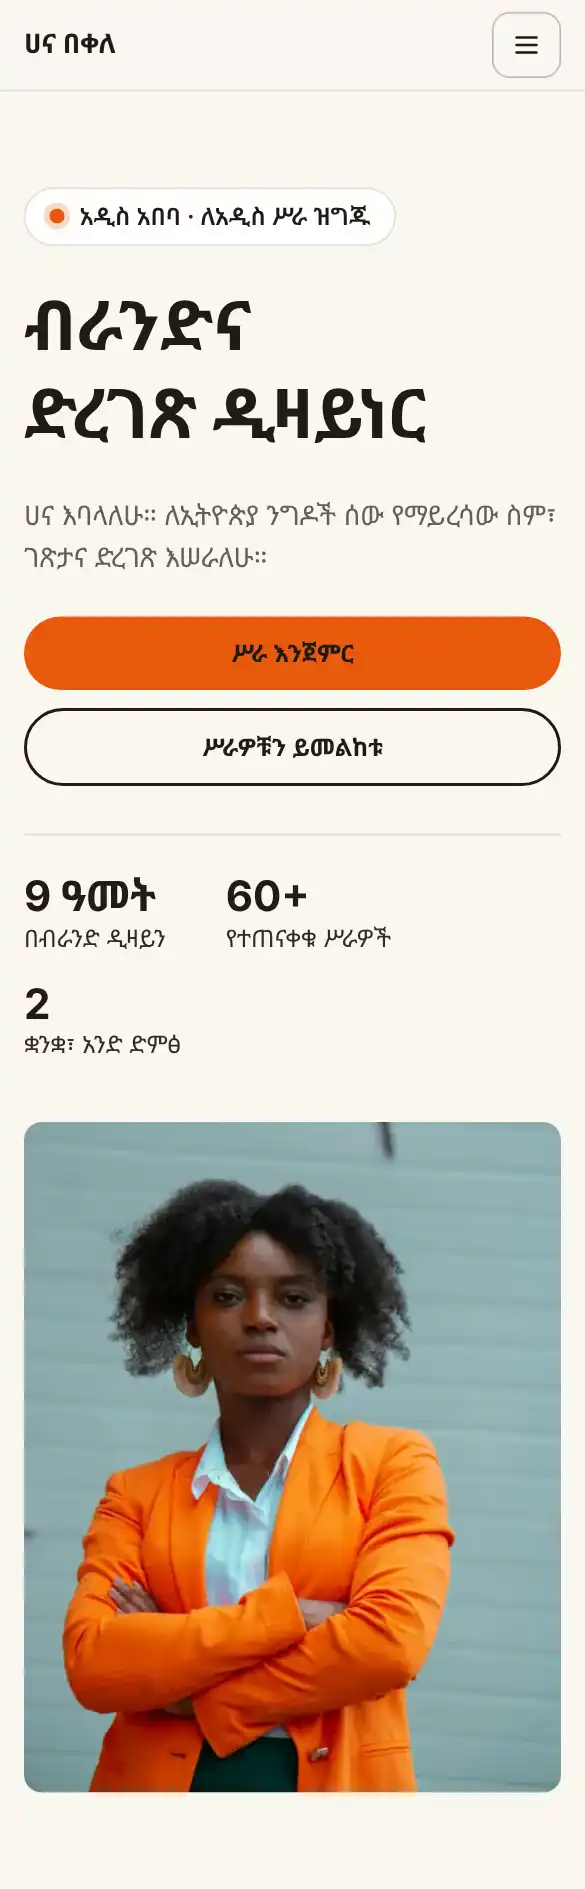 ሀና በቀለ
አዲስ አበባ · ለአዲስ ሥራ ዝግጁ
ብራንድና
ድረገጽ ዲዛይነር
ሀና እባላለሁ። ለኢትዮጵያ ንግዶች ሰው የማይረሳው ስም፣
ገጽታና ድረገጽ እሠራለሁ።
ሥራ እንጀምር
ሥራዎቹን ይመልከቱ
9 ዓመት
በብራንድ ዲዛይን
60+
የተጠናቀቁ ሥራዎች
2
ቋንቋ፣ አንድ ድምፅ